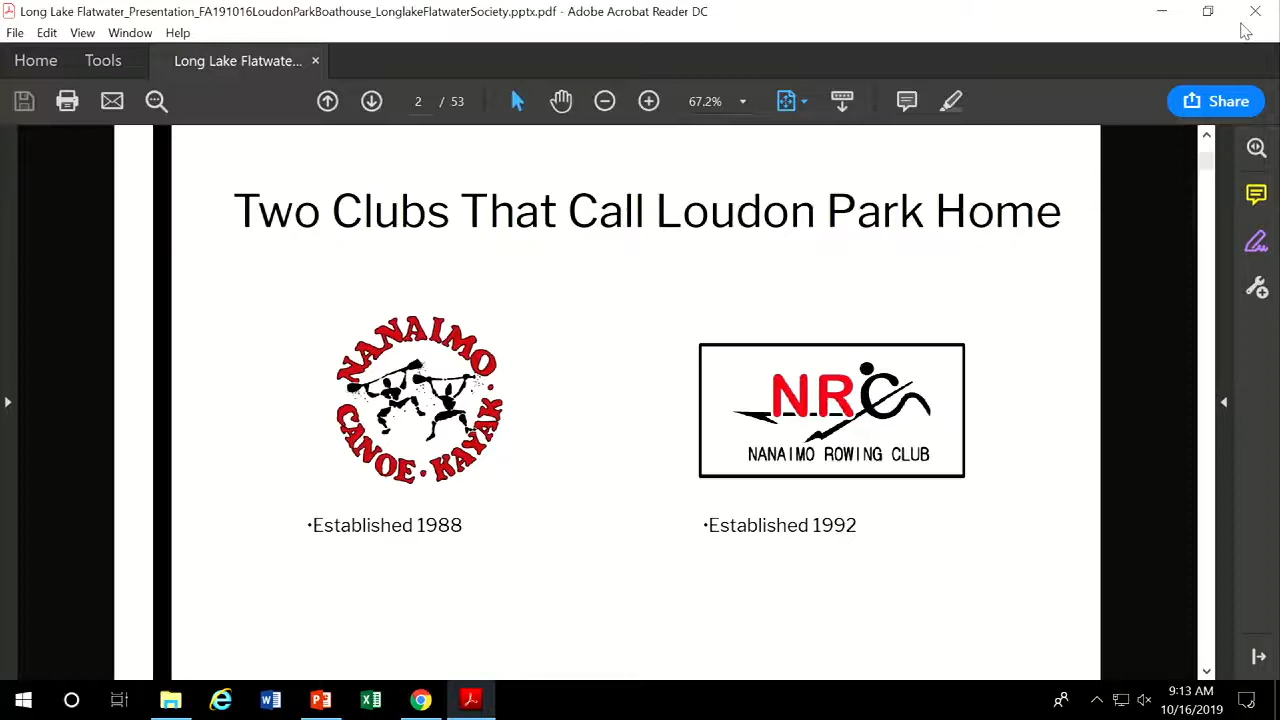 Long Lake Flatwater_Presentation_FA191016LoudonParkBoathouse_LonglakeFlatwaterSociety.pptx.pdf - Adobe Acrobat Reader DC
File Edit View Window Help
Home Tools Long Lake Flatwate... ×
2 / 53 67.2% Share
Two Clubs That Call Loudon Park Home
NANAIMO
CANOE · KAYAK ·
NRC
NANAIMO ROWING CLUB
•Established 1988 •Established 1992
9:13 AM
10/16/2019